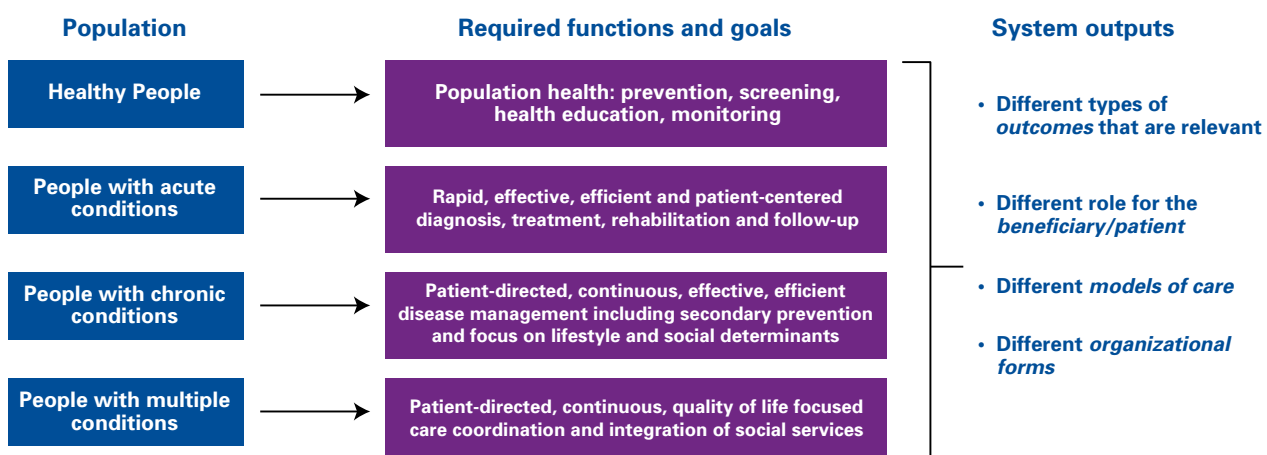 Population
Required functions and goals
System outputs
Healthy People
Population health: prevention, screening,
health education, monitoring
People with acute
conditions
Rapid, effective, efficient and patient-centered
diagnosis, treatment, rehabilitation and follow-up
People with chronic
conditions
Patient-directed, continuous, effective, efficient
disease management including secondary prevention
and focus on lifestyle and social determinants
People with multiple
conditions
Patient-directed, continuous, quality of life focused
care coordination and integration of social services
• Different types of
outcomes that are relevant
• Different role for the
beneficiary/patient
• Different models of care
• Different organizational
forms